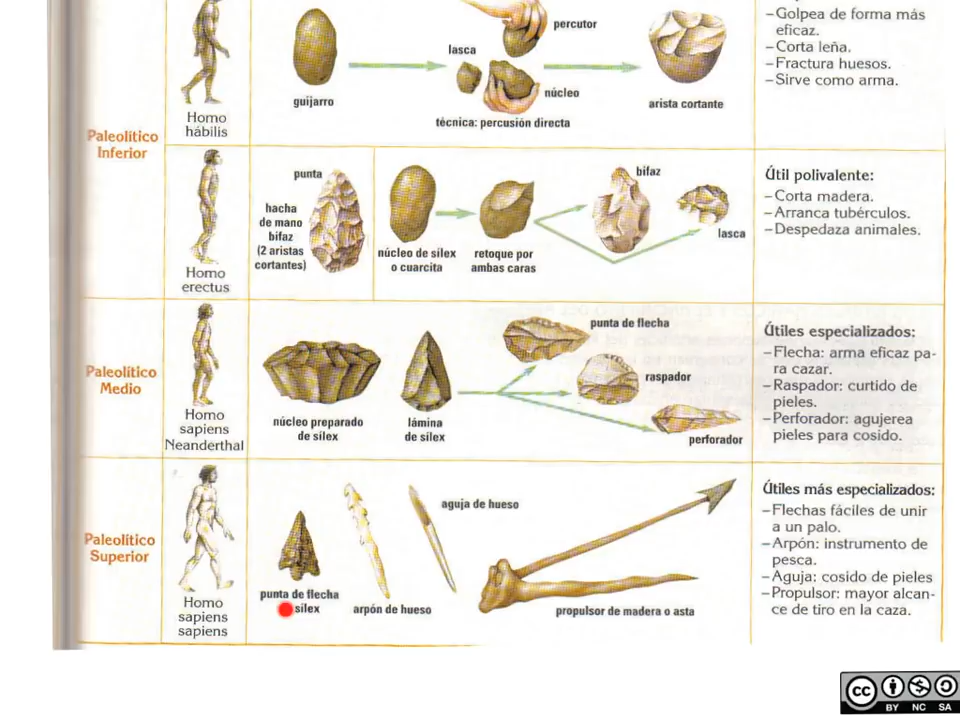 percutor
lasca
núcleo
guijarro
técnica: percusión directa
arista cortante
–Golpea de forma más
eficaz.
–Corta leña.
–Fractura huesos.
–Sirve como arma.
Homo
hábilis
Paleolítico
Inferior
punta
hacha
de mano
bifaz
(2 aristas
cortantes)
núcleo de sílex
o cuarcita
retoque por
ambas caras
bifaz
lasca
Útil polivalente:
–Corta madera.
–Arranca tubérculos.
–Despedaza animales.
Homo
erectus
Paleolítico
Medio
Homo
sapiens
Neanderthal
núcleo preparado
de sílex
lámina
de sílex
punta de flecha
raspador
perforador
Útiles especializados:
–Flecha: arma eficaz pa-
ra cazar.
–Raspador: curtido de
pieles.
–Perforador: agujerea
pieles para cosido.
Paleolítico
Superior
Homo
sapiens
sapiens
punta de flecha
sílex
arpón de hueso
aguja de hueso
propulsor de madera o asta
Útiles más especializados:
–Flechas fáciles de unir
a un palo.
–Arpón: instrumento de
pesca.
–Aguja: cosido de pieles
–Propulsor: mayor alcan-
ce de tiro en la caza.
cc
BY NC SA